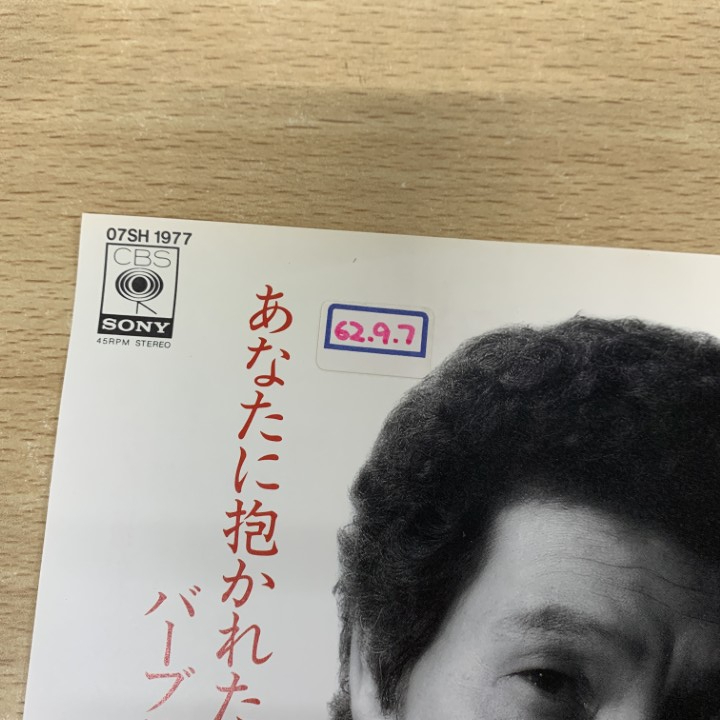 07SH 1977
CBS
SONY
45RPM STEREO
62.9.7
あなたに抱かれた
バーブ